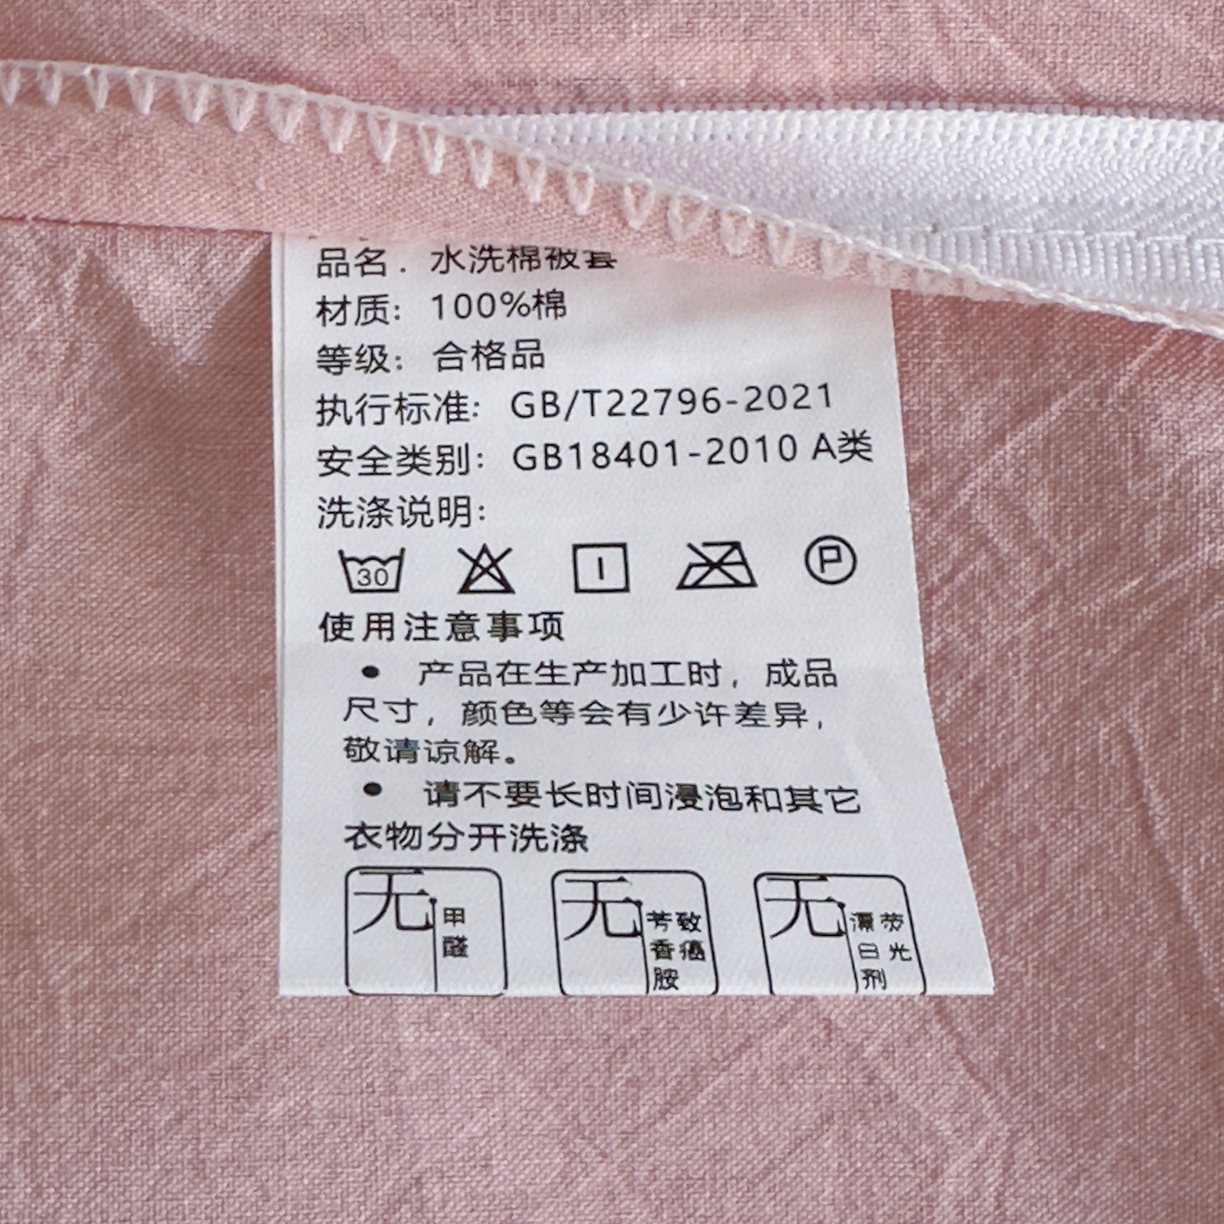 品名：水洗棉被套
材质：100%棉
等级：合格品
执行标准：GB/T22796-2021
安全类别：GB18401-2010 A类
洗涤说明：
30 P
使用注意事项
● 产品在生产加工时，成品
尺寸，颜色等会有少许差异，
敬请谅解。
● 请不要长时间浸泡和其它
衣物分开洗涤
无甲醛
无芳香胺致癌
无漂白剂荧光